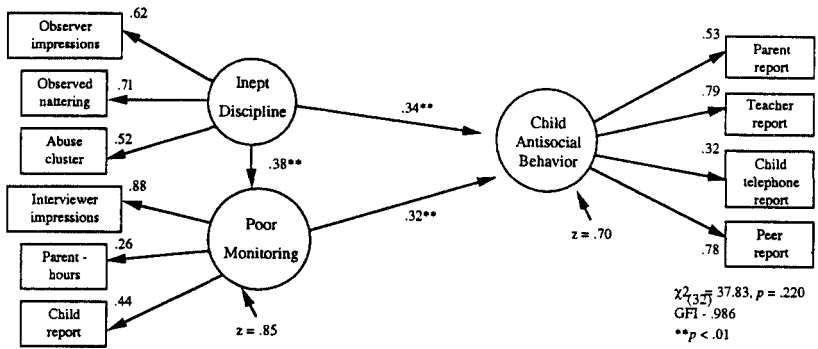 .62
Observer
impressions
.71
Observed
nattering
.52
Abuse
cluster
.88
Interviewer
impressions
.26
Parent -
hours
.44
Child
report
Inept
Discipline
.34**
.38**
Poor
Monitoring
.32**
z = .85
Child
Antisocial
Behavior
z = .70
.53
Parent
report
.79
Teacher
report
.32
Child
telephone
report
.78
Peer
report
χ2(32) = 37.83, p = .220
GFI - .986
**p < .01